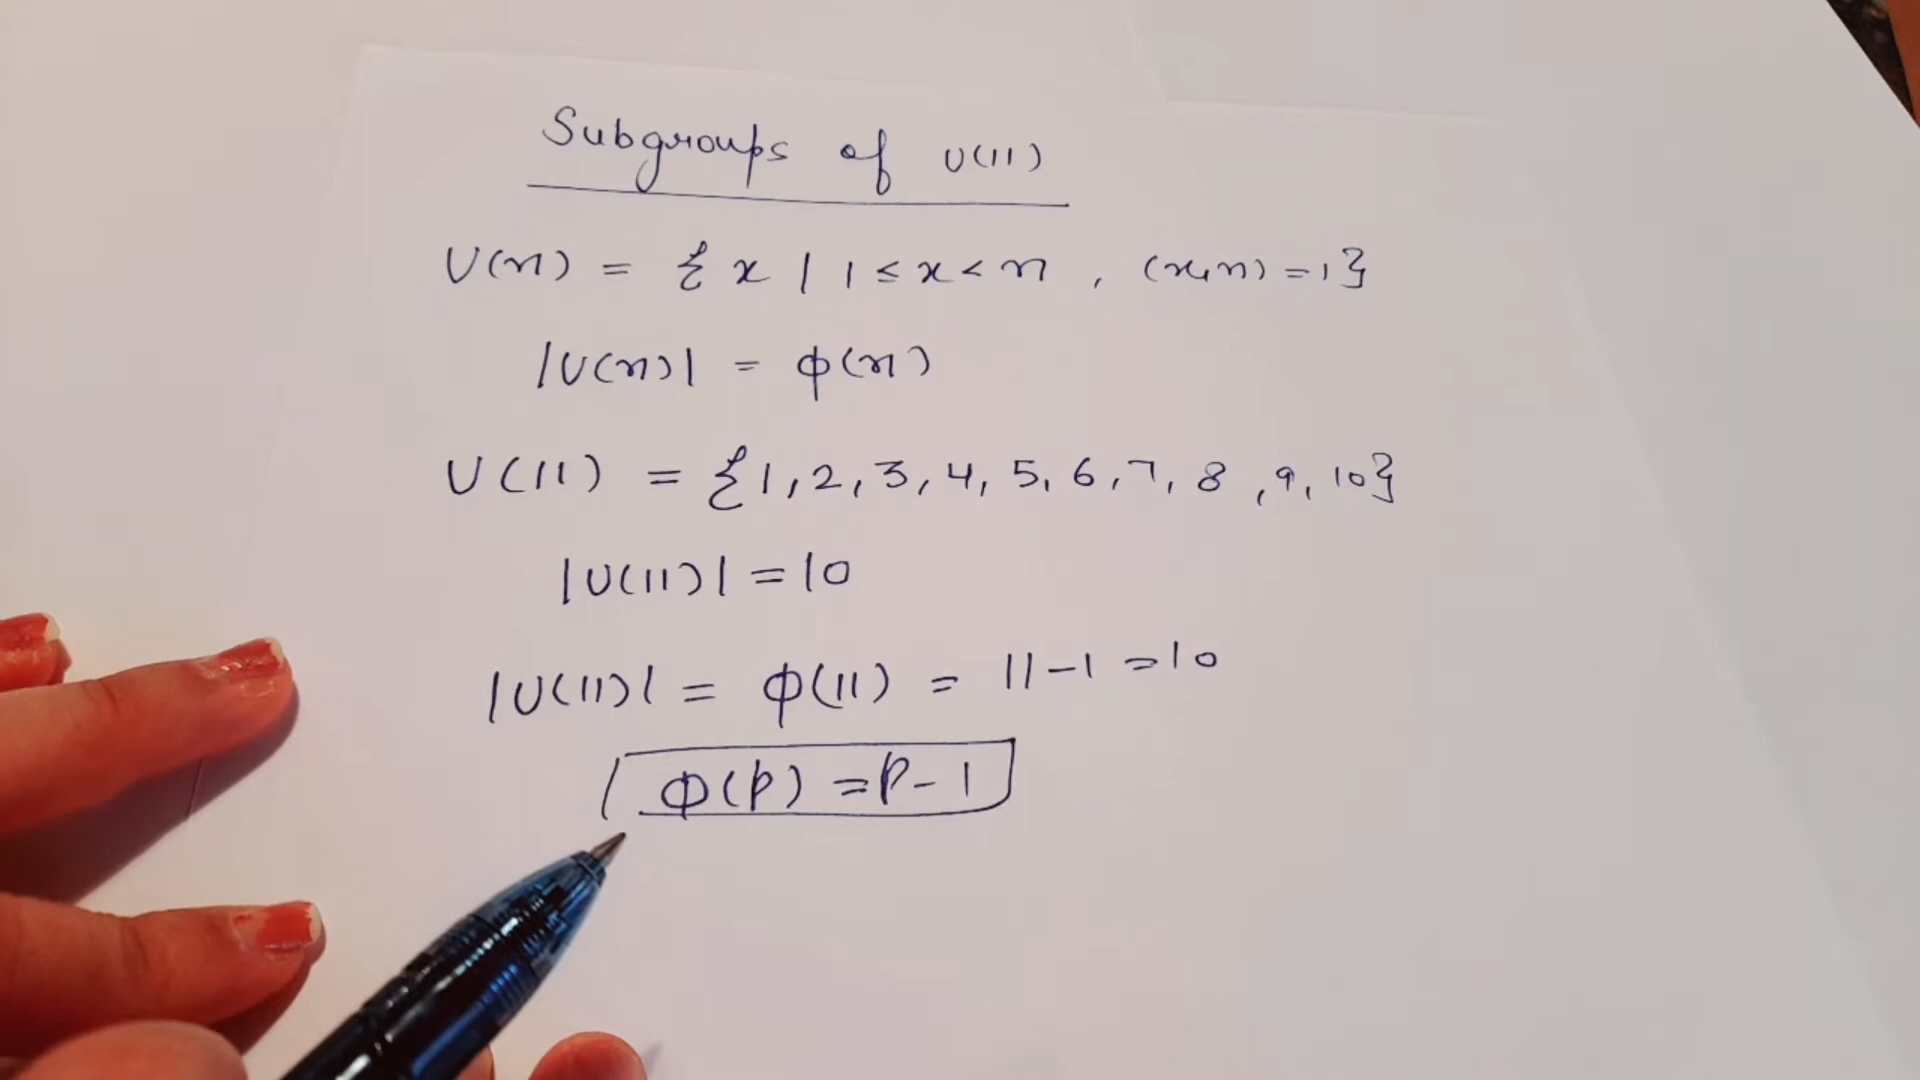 Subgroups of U(11)
U(n) = { x | 1 ≤ x < n , (x,n) = 1}
|U(n)| = ϕ(n)
U(11) = {1,2,3,4,5,6,7,8,9,10}
|U(11)| = 10
|U(11)| = ϕ(11) = 11-1 = 10
ϕ(p) = p-1